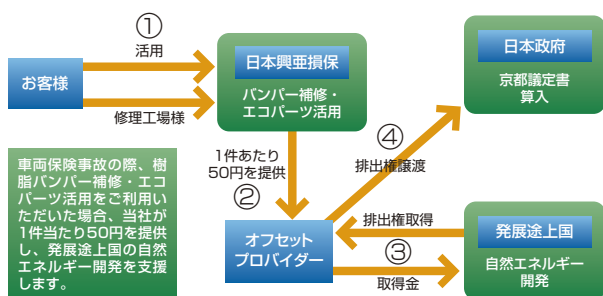 ①
活用
お客様
修理工場様
日本興亜損保
バンパー補修・
エコパーツ活用
日本政府
京都議定書
算入
車両保険事故の際、樹
脂バンパー補修・エコ
パーツ活用をご利用い
ただいた場合、当社が
1件当たり50円を提供
し、発展途上国の自然
エネルギー開発を支援
します。
1件あたり
50円を提供
②
④
排出権譲渡
オフセット
プロバイダー
排出権取得
③
取得金
発展途上国
自然エネルギー
開発